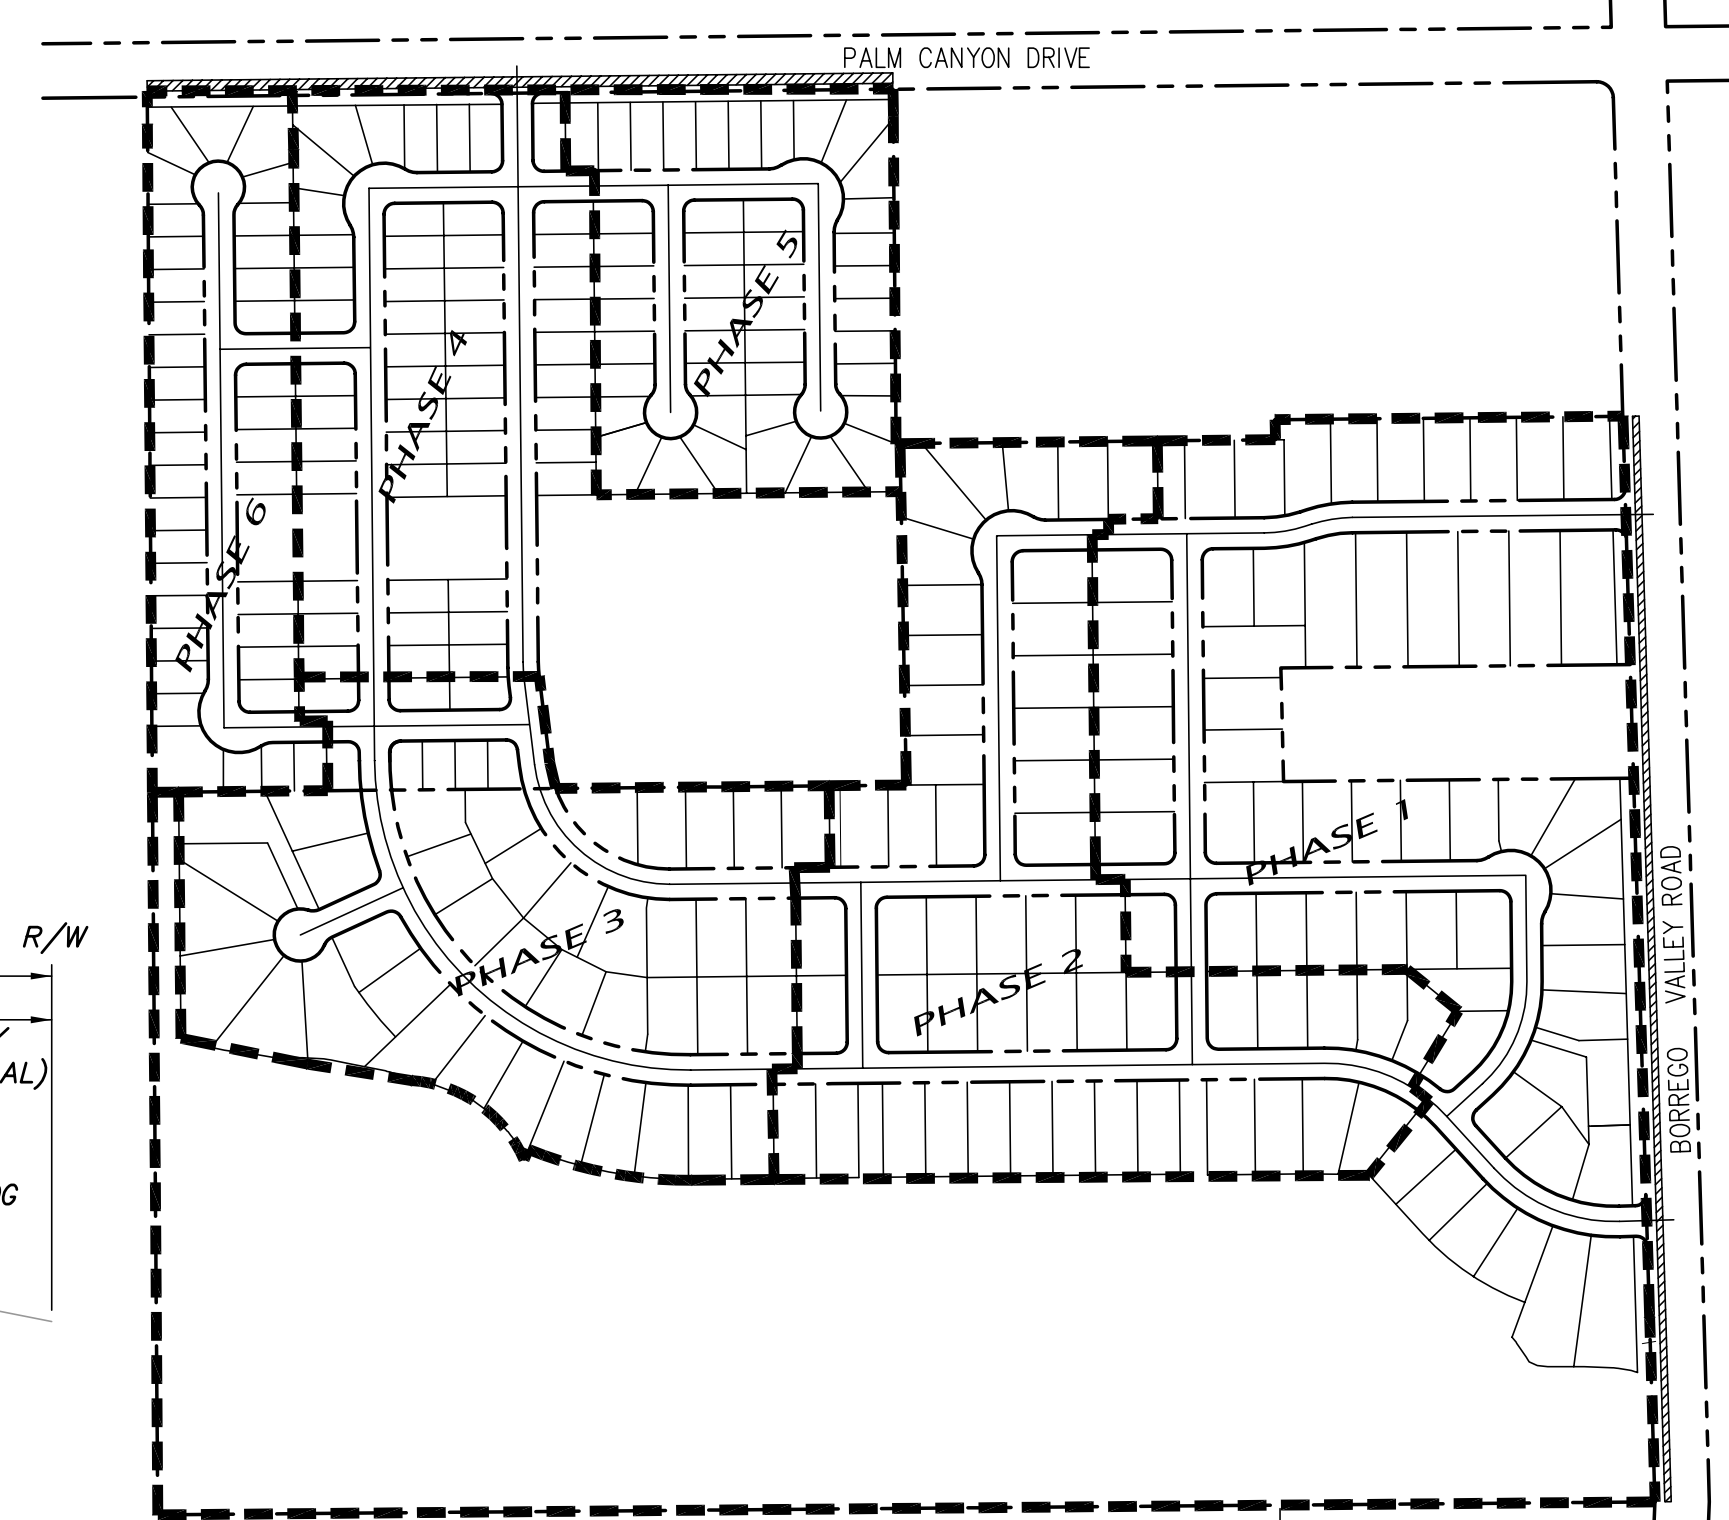 PALM CANYON DRIVE
PHASE 5
PHASE 4
PHASE 6
PHASE 1
R/W
PHASE 3
PHASE 2
BORREGO VALLEY ROAD
AL)